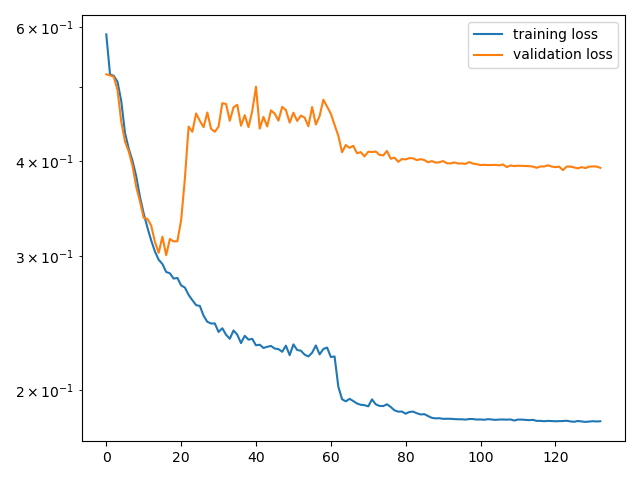 6 × 10⁻¹
4 × 10⁻¹
3 × 10⁻¹
2 × 10⁻¹
training loss
validation loss
0 20 40 60 80 100 120